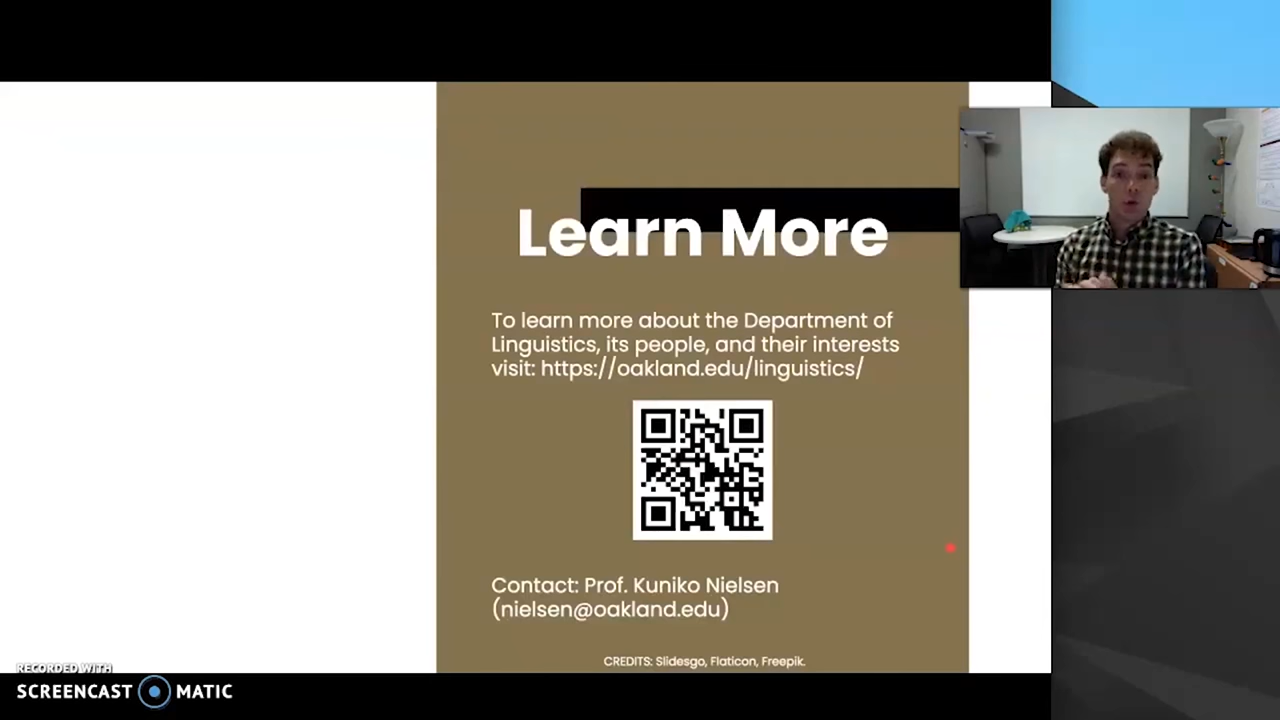 Learn More
To learn more about the Department of
Linguistics, its people, and their interests
visit: https://oakland.edu/linguistics/
Contact: Prof. Kuniko Nielsen
(nielsen@oakland.edu)
CREDITS: Slidesgo, Flaticon, Freepik.
RECORDED WITH
SCREENCAST MATIC